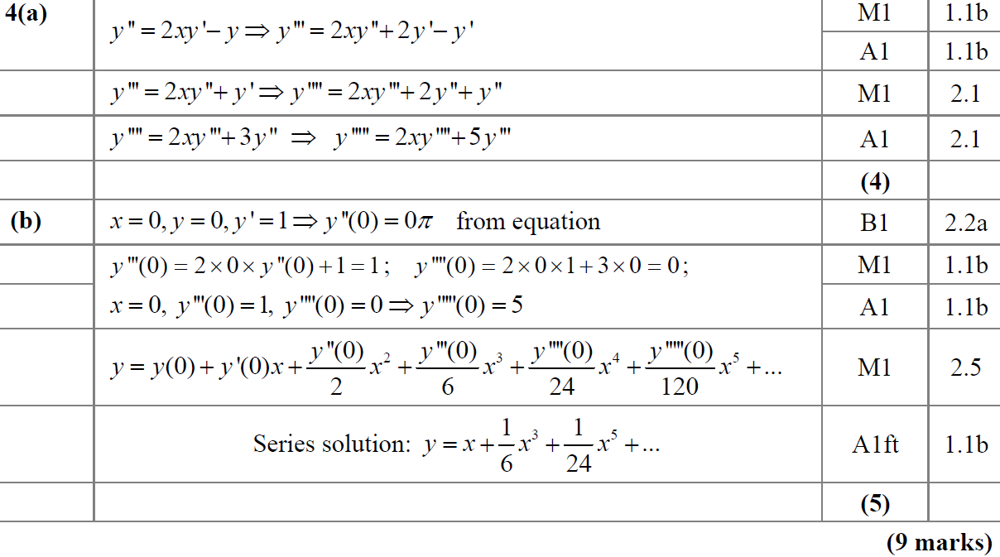 4(a) y'' = 2xy' − y ⇒ y''' = 2xy'' + 2y' − y' M1 1.1b
A1 1.1b
y''' = 2xy'' + y' ⇒ y'''' = 2xy''' + 2y'' + y'' M1 2.1
y'''' = 2xy''' + 3y'' ⇒ y''''' = 2xy'''' + 5y''' A1 2.1
(4)
(b) x = 0, y = 0, y' = 1 ⇒ y''(0) = 0π from equation B1 2.2a
y'''(0) = 2 × 0 × y''(0) + 1 = 1; y''''(0) = 2 × 0 × 1 + 3 × 0 = 0; M1 1.1b
x = 0, y'''(0) = 1, y''''(0) = 0 ⇒ y'''''(0) = 5 A1 1.1b
y = y(0) + y'(0)x + y''(0)/2 x² + y'''(0)/6 x³ + y''''(0)/24 x⁴ + y'''''(0)/120 x⁵ + ... M1 2.5
Series solution: y = x + 1/6 x³ + 1/24 x⁵ + ... A1ft 1.1b
(5)
(9 marks)